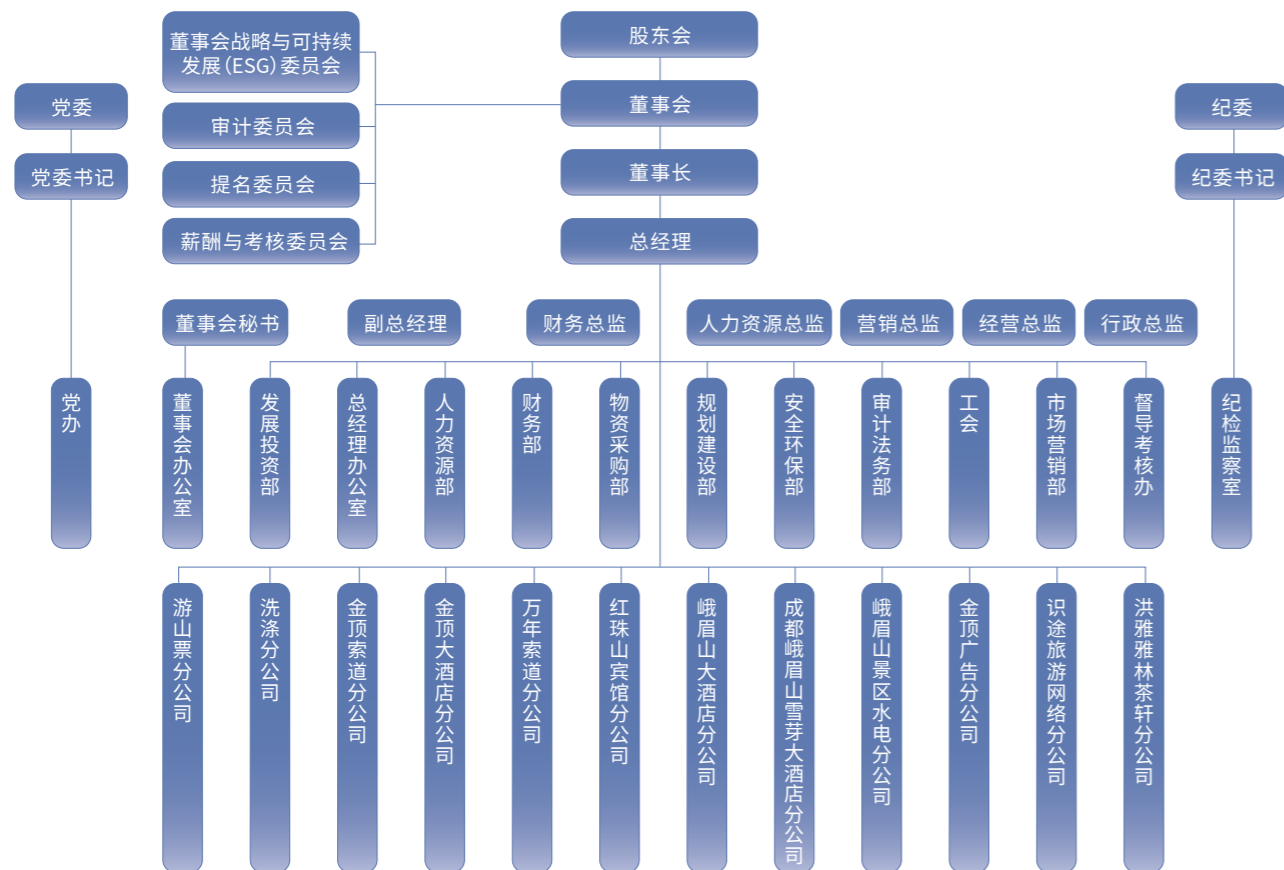 股东会
董事会战略与可持续
发展(ESG)委员会
党委
董事会
纪委
审计委员会
党委书记
提名委员会
董事长
纪委书记
薪酬与考核委员会
总经理
董事会秘书
副总经理
财务总监
人力资源总监
营销总监
经营总监
行政总监
党办
董事会办公室
发展投资部
总经理办公室
人力资源部
财务部
物资采购部
规划建设部
安全环保部
审计法务部
工会
市场营销部
督导考核办
纪检监察室
游山票分公司
洗涤分公司
金顶索道分公司
金顶大酒店分公司
万年索道分公司
红珠山宾馆分公司
峨眉山大酒店分公司
成都峨眉山雪芽大酒店分公司
峨眉山景区水电分公司
金顶广告分公司
识途旅游网络分公司
洪雅雅林茶轩分公司